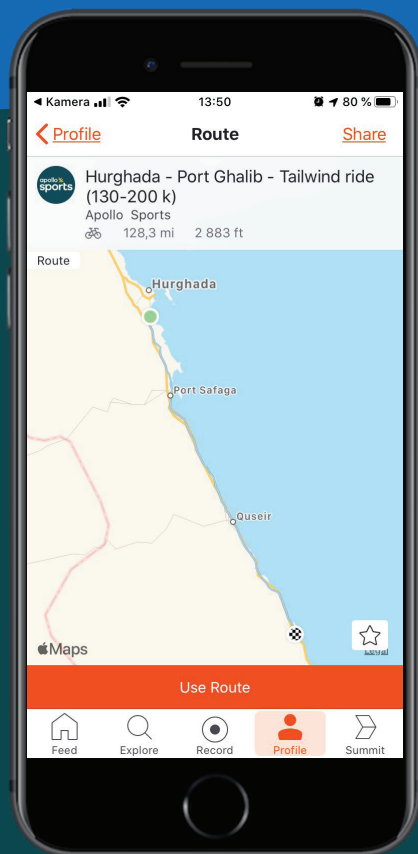 Kamera
13:50
80 %
Profile
Route
Share
apollo
sports
Hurghada - Port Ghalib - Tailwind ride
(130-200 k)
Apollo Sports
128,3 mi 2 883 ft
Route
Hurghada
Port Safaga
Quseir
Maps
Legal
Use Route
Feed
Explore
Record
Profile
Summit